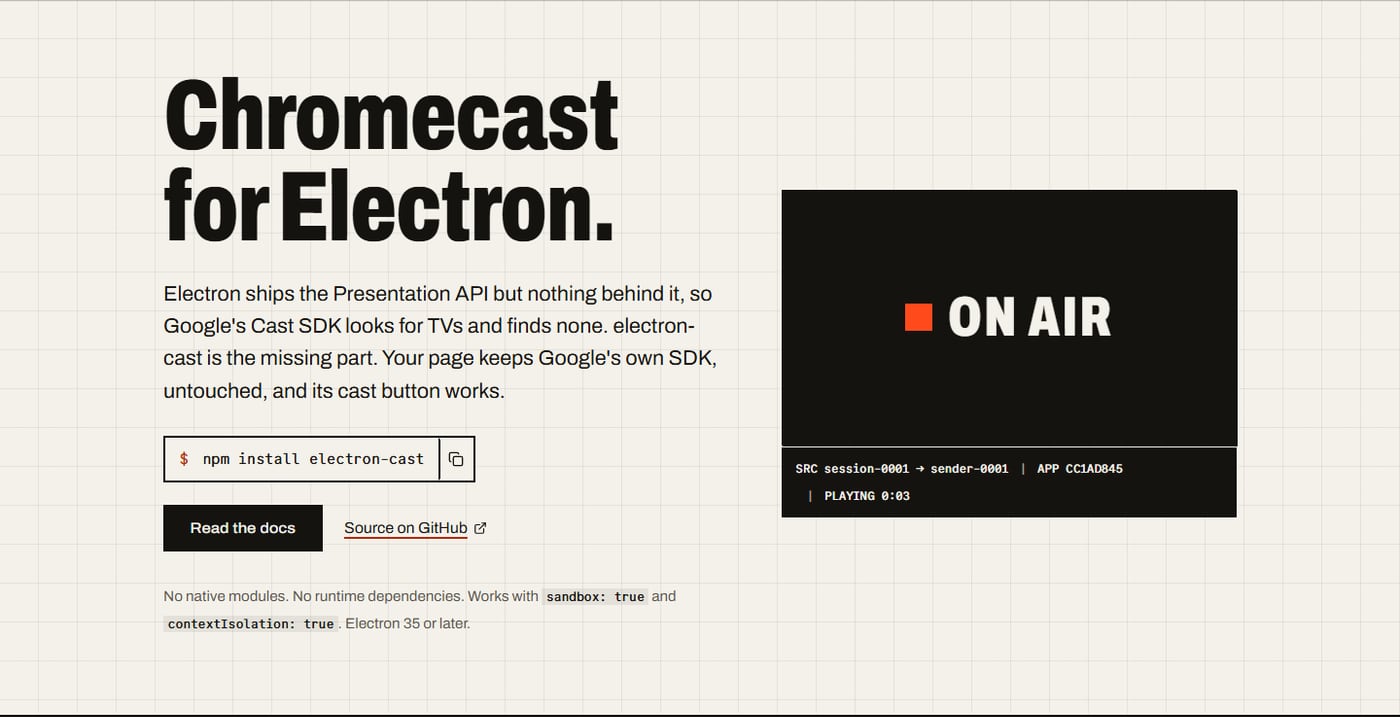 Chromecast
for Electron.
Electron ships the Presentation API but nothing behind it, so
Google's Cast SDK looks for TVs and finds none. electron-
cast is the missing part. Your page keeps Google's own SDK,
untouched, and its cast button works.
$ npm install electron-cast
Read the docs
Source on GitHub
No native modules. No runtime dependencies. Works with sandbox: true and
contextIsolation: true. Electron 35 or later.
ON AIR
SRC session-0001 → sender-0001 | APP CC1AD845
| PLAYING 0:03